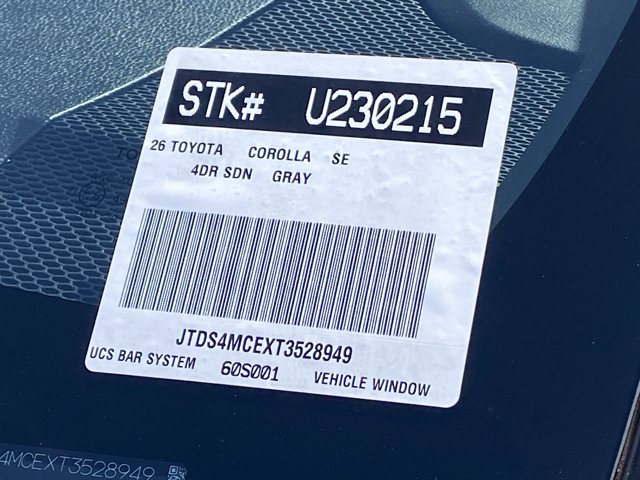 STK# U230215
26 TOYOTA COROLLA SE
4DR SDN GRAY
JTDS4MCEXT3528949
UCS BAR SYSTEM 60S001 VEHICLE WINDOW
4MCEXT3528949